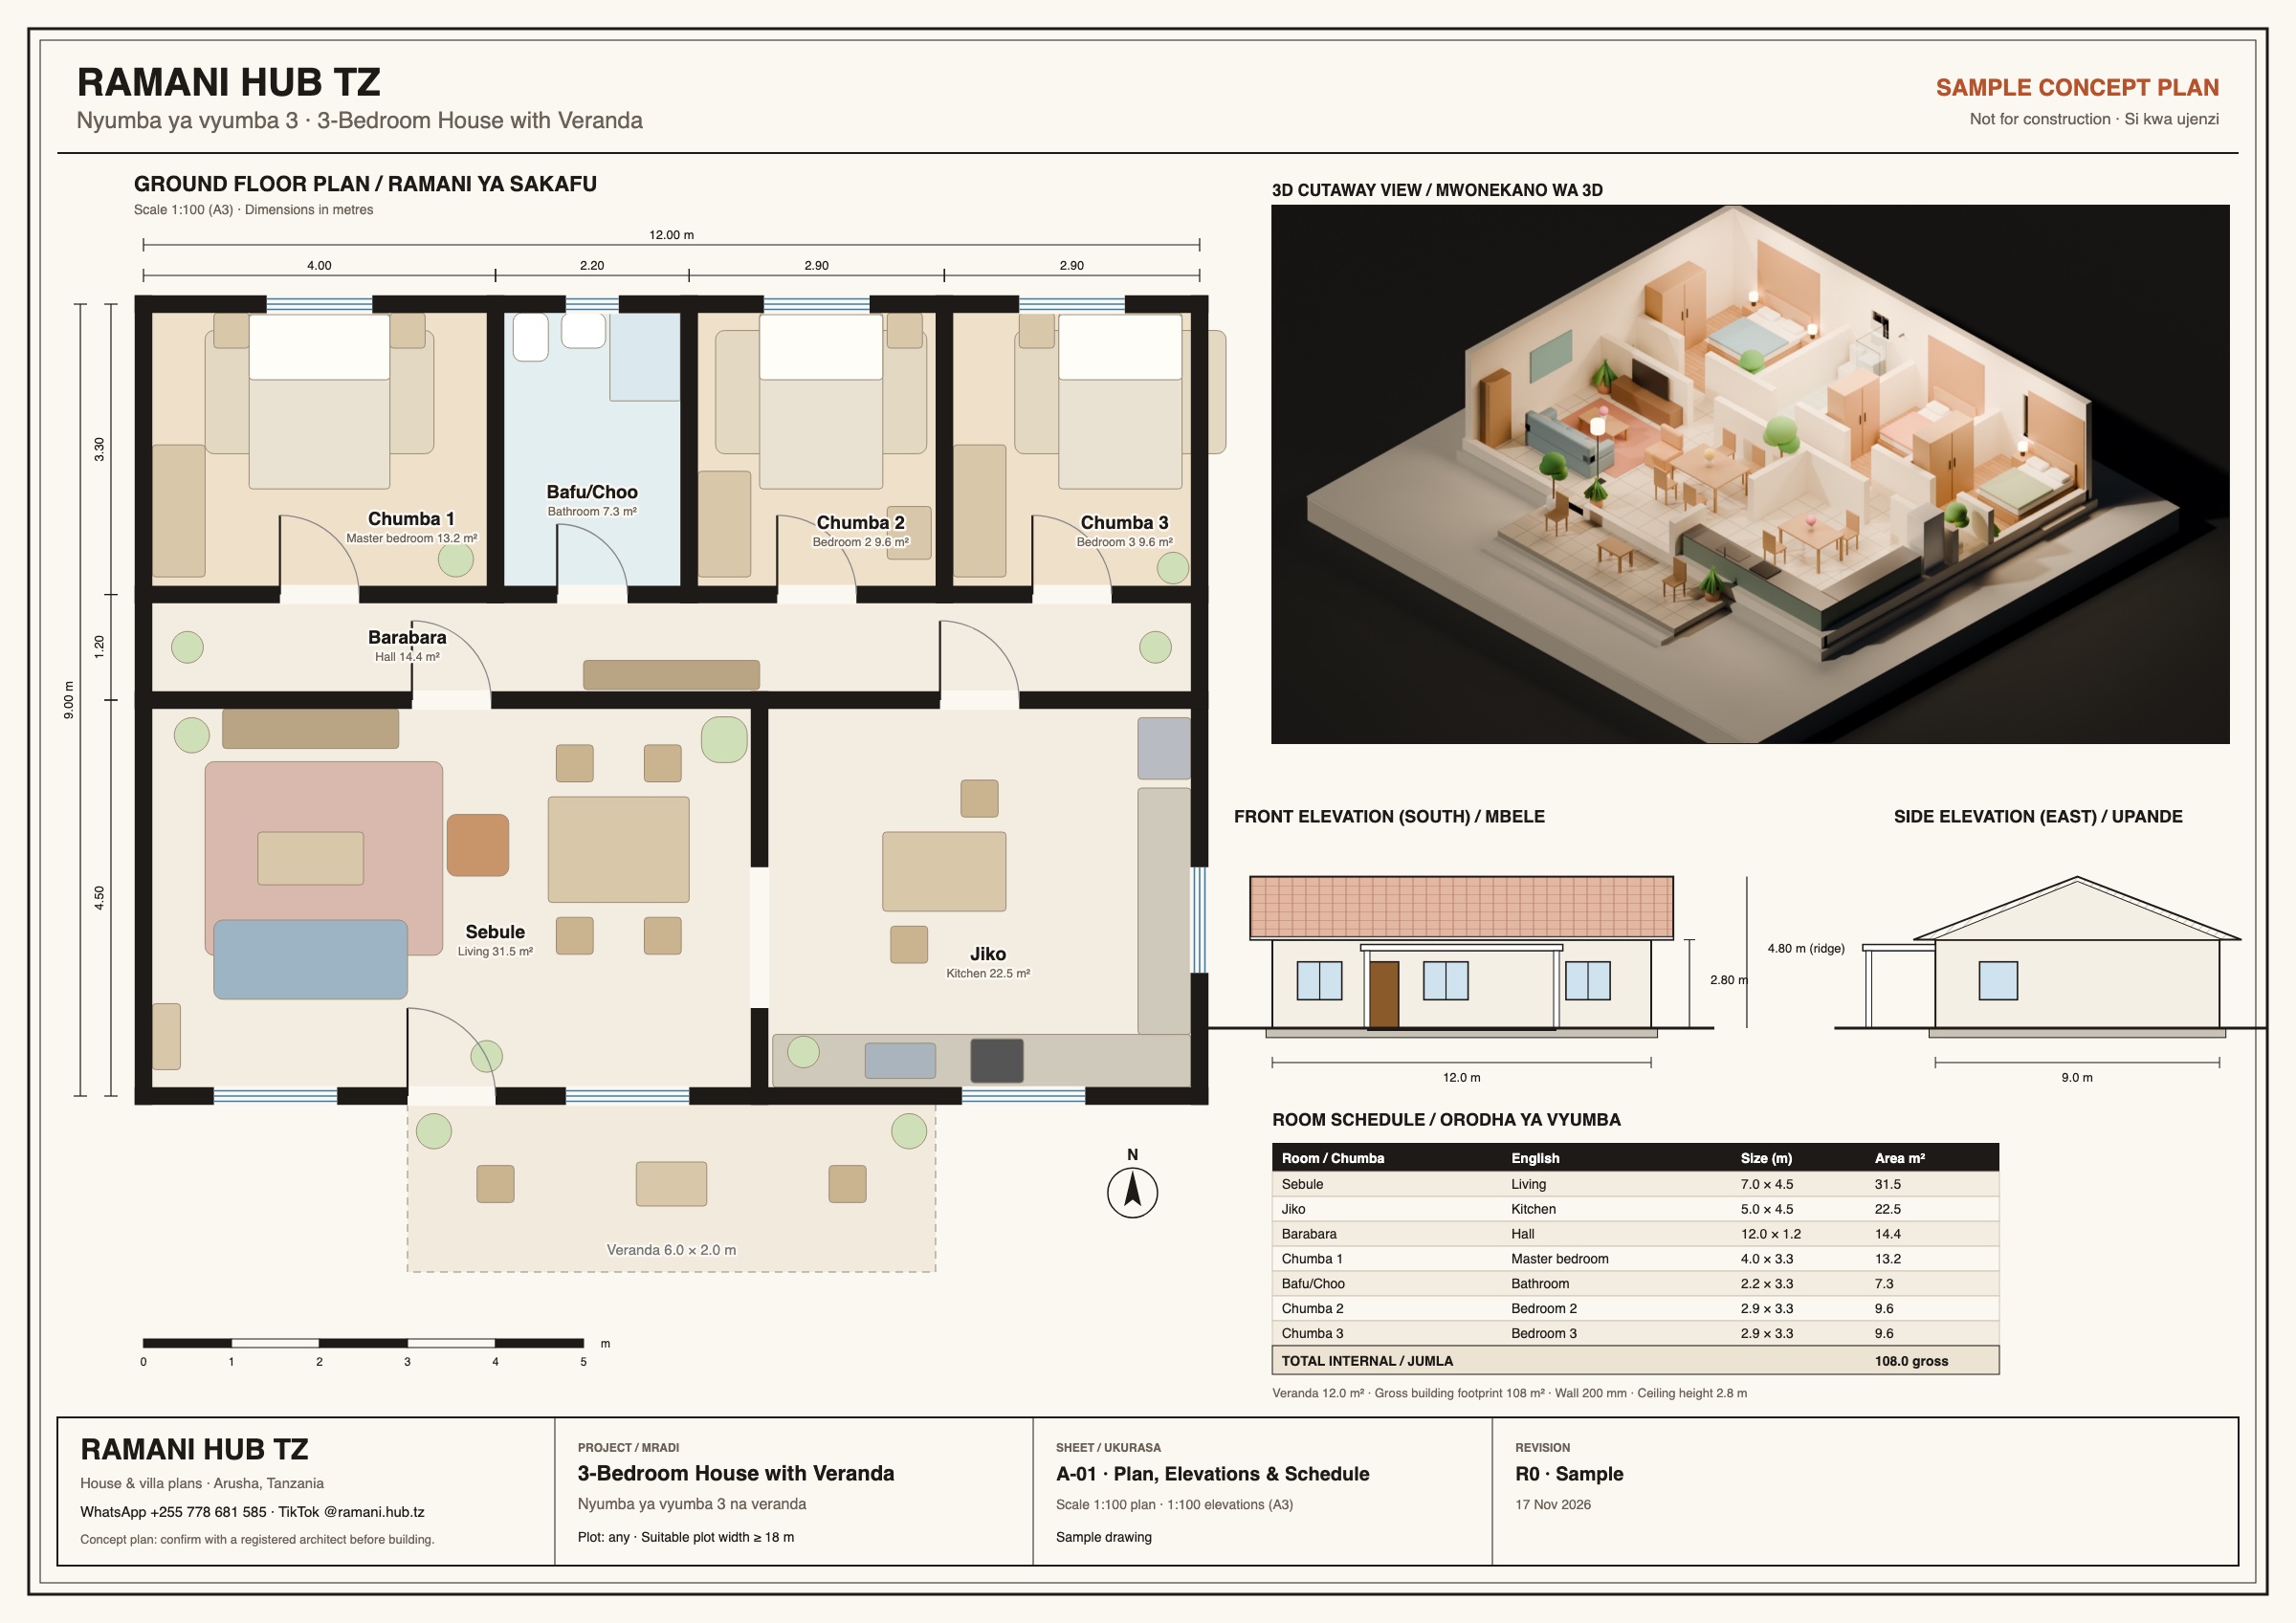 RAMANI HUB TZ
Nyumba ya vyumba 3 · 3-Bedroom House with Veranda
SAMPLE CONCEPT PLAN
Not for construction · Si kwa ujenzi
GROUND FLOOR PLAN / RAMANI YA SAKAFU
Scale 1:100 (A3) · Dimensions in metres
12.00 m
4.00
2.20
2.90
2.90
9.00 m
3.30
1.20
4.50
Chumba 1
Master bedroom 13.2 m²
Bafu/Choo
Bathroom 7.3 m²
Chumba 2
Bedroom 2 9.6 m²
Chumba 3
Bedroom 3 9.6 m²
Barabara
Hall 14.4 m²
Sebule
Living 31.5 m²
Jiko
Kitchen 22.5 m²
Veranda 6.0 × 2.0 m
N
0
1
2
3
4
5
m
3D CUTAWAY VIEW / MWONEKANO WA 3D
FRONT ELEVATION (SOUTH) / MBELE
2.80 m
4.80 m (ridge)
12.0 m
SIDE ELEVATION (EAST) / UPANDE
9.0 m
ROOM SCHEDULE / ORODHA YA VYUMBA
Room / Chumba English Size (m) Area m²
Sebule Living 7.0 × 4.5 31.5
Jiko Kitchen 5.0 × 4.5 22.5
Barabara Hall 12.0 × 1.2 14.4
Chumba 1 Master bedroom 4.0 × 3.3 13.2
Bafu/Choo Bathroom 2.2 × 3.3 7.3
Chumba 2 Bedroom 2 2.9 × 3.3 9.6
Chumba 3 Bedroom 3 2.9 × 3.3 9.6
TOTAL INTERNAL / JUMLA 108.0 gross
Veranda 12.0 m² · Gross building footprint 108 m² · Wall 200 mm · Ceiling height 2.8 m
RAMANI HUB TZ
House & villa plans · Arusha, Tanzania
WhatsApp +255 778 681 585 · TikTok @ramani.hub.tz
Concept plan: confirm with a registered architect before building.
PROJECT / MRADI
3-Bedroom House with Veranda
Nyumba ya vyumba 3 na veranda
Plot: any · Suitable plot width ≥ 18 m
SHEET / UKURASA
A-01 · Plan, Elevations & Schedule
Scale 1:100 plan · 1:100 elevations (A3)
Sample drawing
REVISION
R0 · Sample
17 Nov 2026